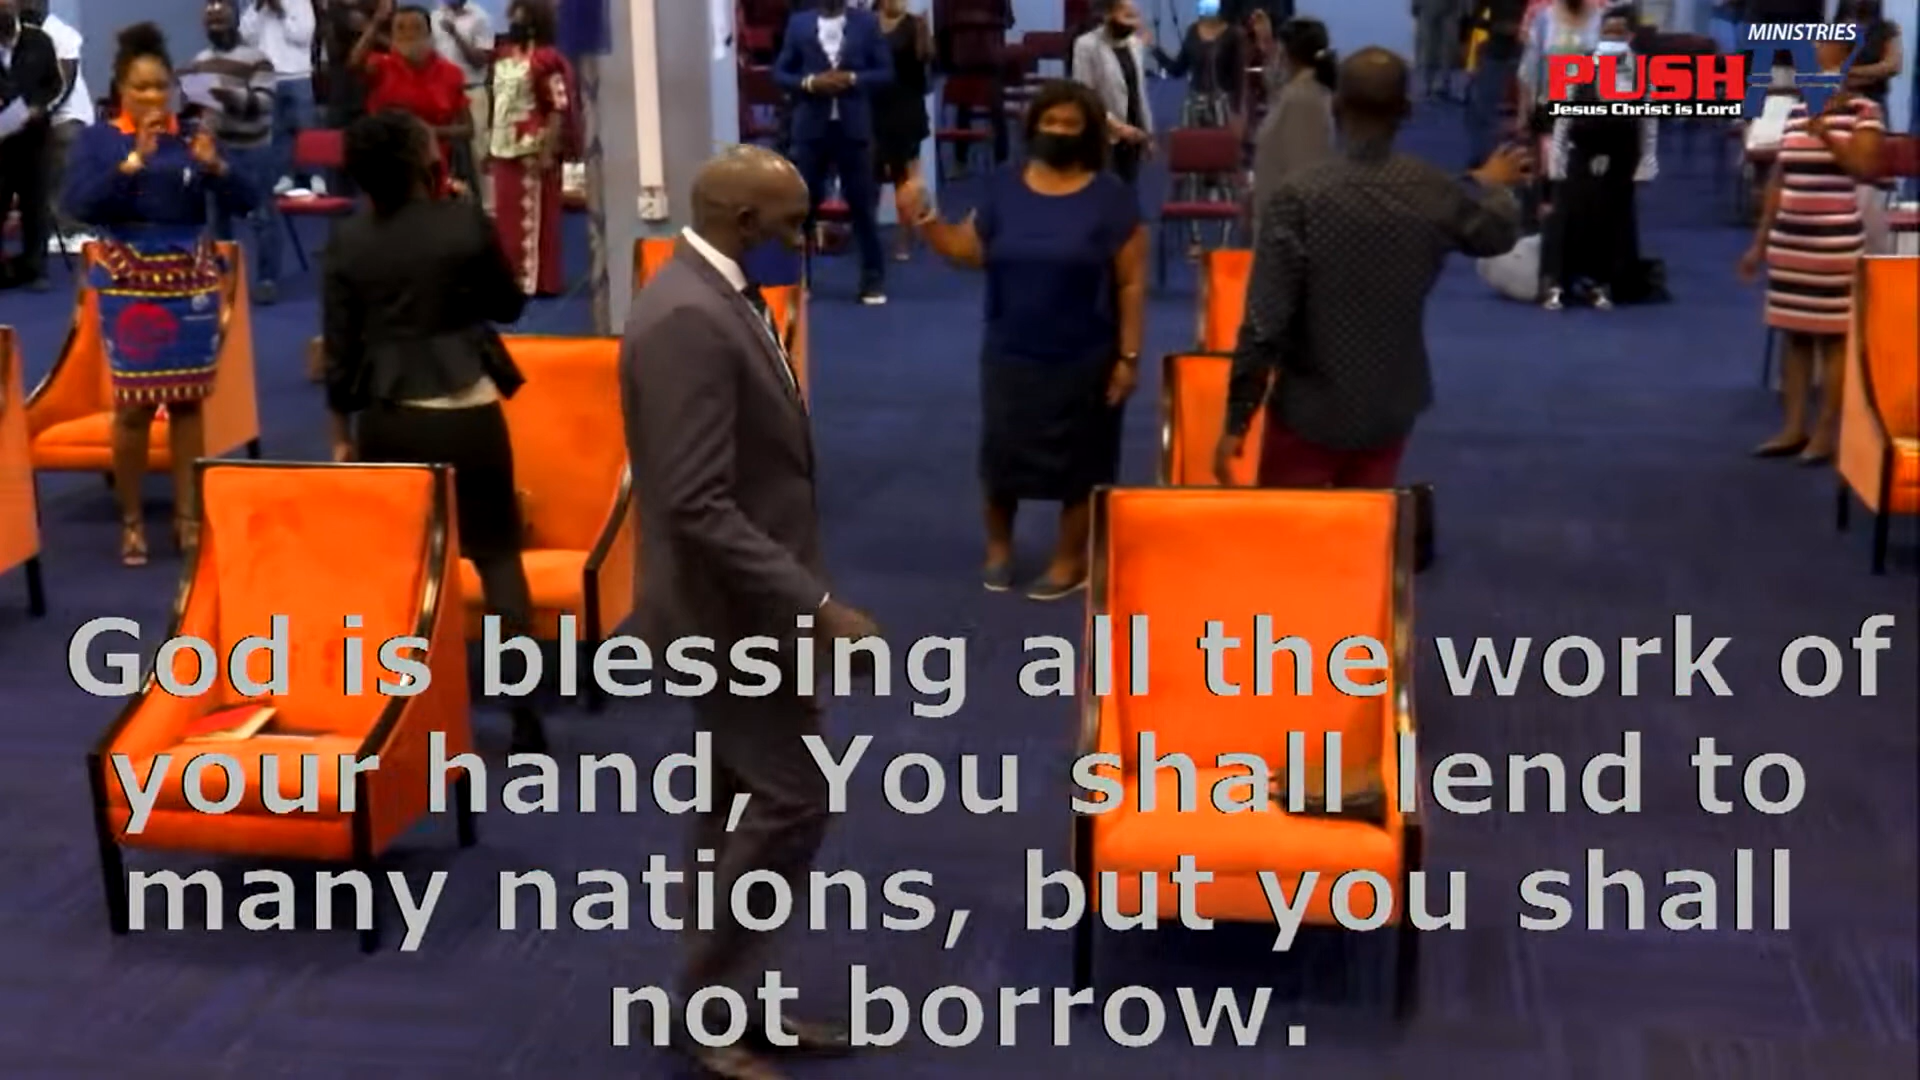 MINISTRIES
PUSH TV
Jesus Christ is Lord
God is blessing all the work of
your hand, You shall lend to
many nations, but you shall
not borrow.